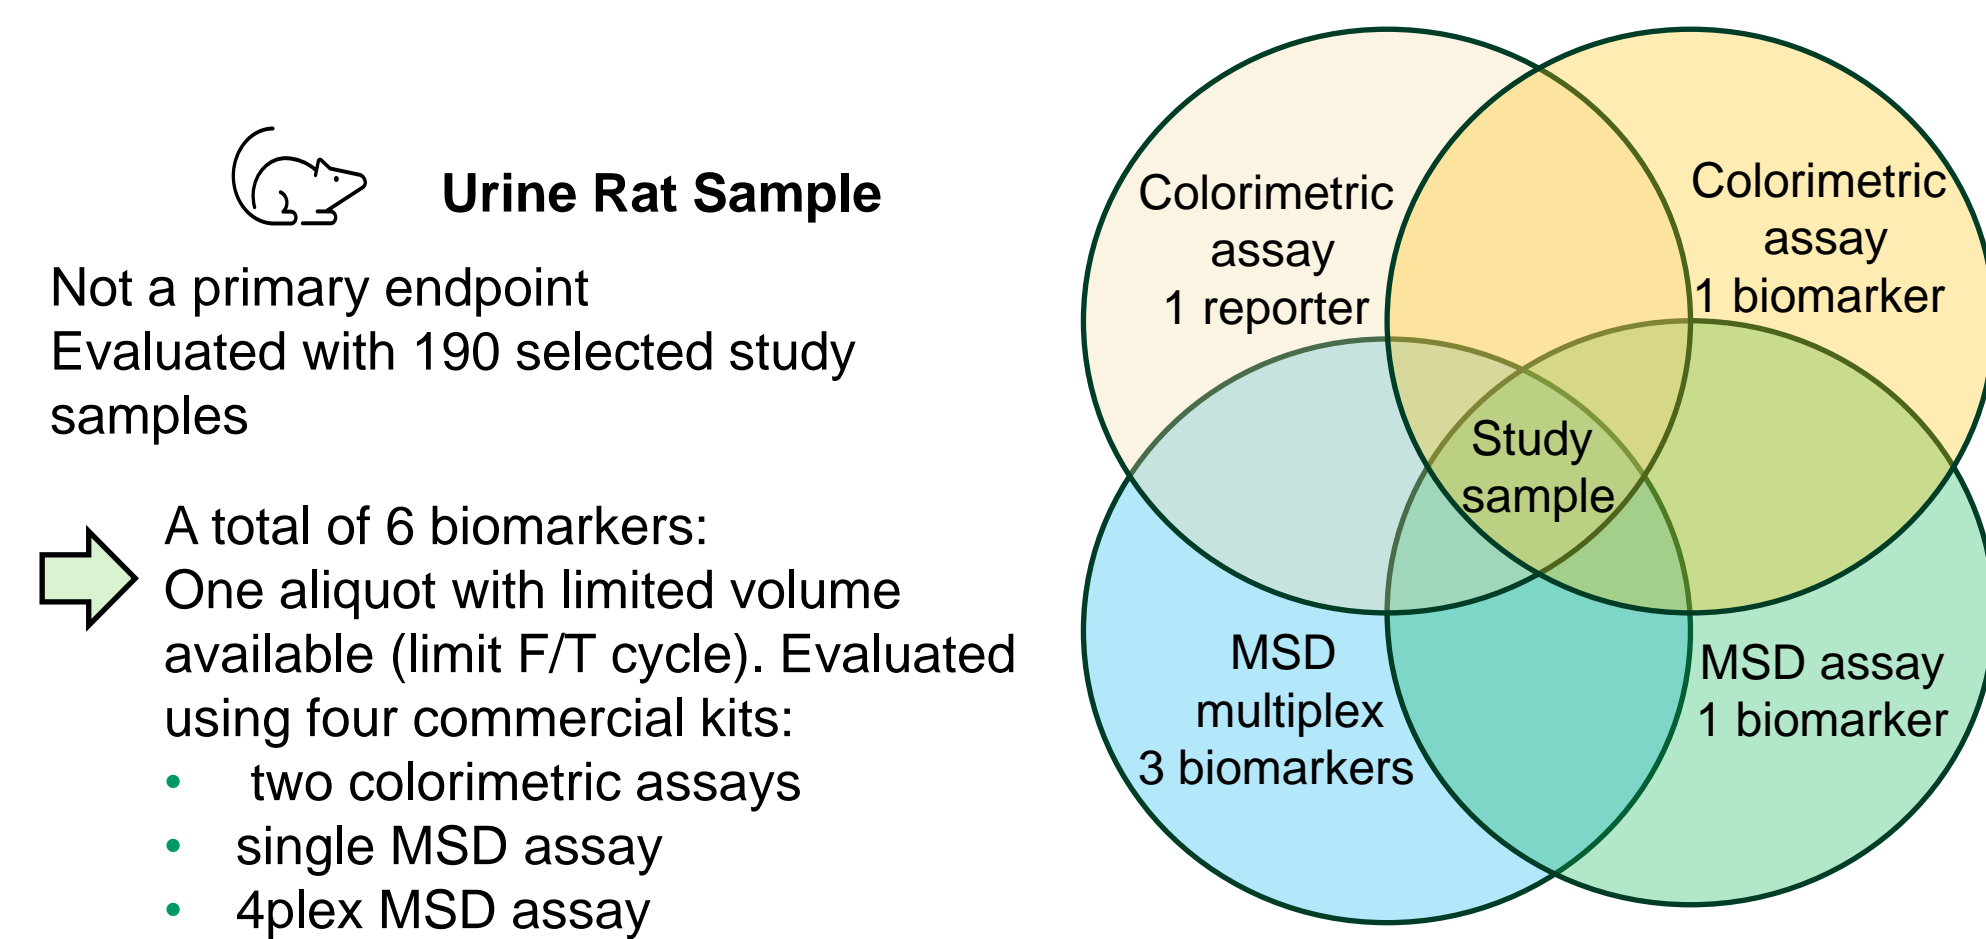 Urine Rat Sample
Not a primary endpoint
Evaluated with 190 selected study
samples
A total of 6 biomarkers:
One aliquot with limited volume
available (limit F/T cycle). Evaluated
using four commercial kits:
• two colorimetric assays
• single MSD assay
• 4plex MSD assay
Colorimetric
assay
1 reporter
Colorimetric
assay
1 biomarker
Study
sample
MSD
multiplex
3 biomarkers
MSD assay
1 biomarker